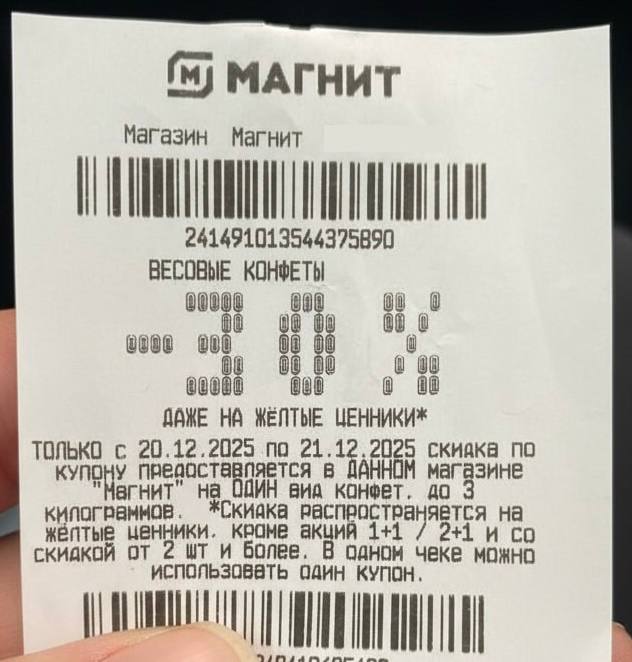 МАГНИТ
Магазин Магнит
241491013544375890
ВЕСОВЫЕ КОНФЕТЫ
-30%
ДАЖЕ НА ЖЁЛТЫЕ ЦЕННИКИ*
ТОЛЬКО с 20.12.2025 по 21.12.2025 скидка по
купону предоставляется в ДАННОМ магазине
"Магнит" на ОДИН вид конфет, до 3
килограммов. *Скидка распространяется на
жёлтые ценники, кроме акций 1+1 / 2+1 и со
скидкой от 2 шт и более. В одном чеке можно
использовать один купон.